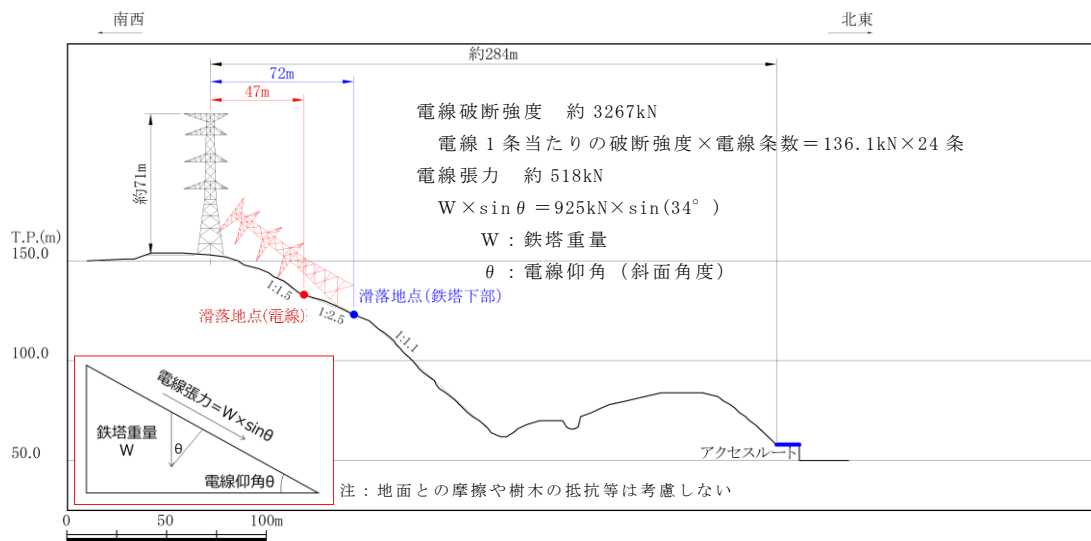 南西
北東
約284m
72m
47m
約71m
電線破断強度　約 3267kN
電線 1 条当たりの破断強度×電線条数＝136.1kN×24 条
電線張力　約 518kN
W×sin θ＝925kN×sin(34°)
W：鉄塔重量
θ：電線仰角（斜面角度）
T.P.(m)
150.0
1:1.5
滑落地点(電線)
1:2.5
滑落地点(鉄塔下部)
1:1.1
100.0
電線張力=W×sinθ
鉄塔重量
W
θ
電線仰角θ
50.0
アクセスルート
注：地面との摩擦や樹木の抵抗等は考慮しない
0
50
100m